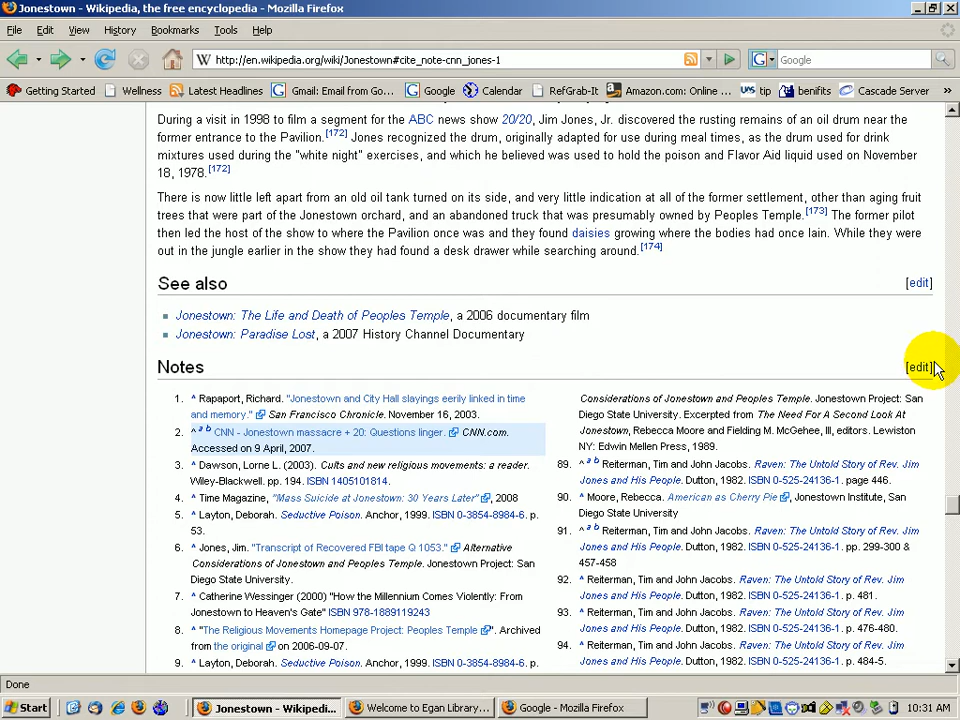 Jonestown - Wikipedia, the free encyclopedia - Mozilla Firefox
File Edit View History Bookmarks Tools Help
W http://en.wikipedia.org/wiki/Jonestown#cite_note-cnn_jones-1 Google
Getting Started Wellness Latest Headlines Gmail: Email from Go... Google Calendar RefGrab-It Amazon.com: Online ... UAS tip benifits Cascade Server
During a visit in 1998 to film a segment for the ABC news show 20/20, Jim Jones, Jr. discovered the rusting remains of an oil drum near the
former entrance to the Pavilion.[172] Jones recognized the drum, originally adapted for use during meal times, as the drum used for drink
mixtures used during the "white night" exercises, and which he believed was used to hold the poison and Flavor Aid liquid used on November
18, 1978.[172]
There is now little left apart from an old oil tank turned on its side, and very little indication at all of the former settlement, other than aging fruit
trees that were part of the Jonestown orchard, and an abandoned truck that was presumably owned by Peoples Temple.[173] The former pilot
then led the host of the show to where the Pavilion once was and they found daisies growing where the bodies had once lain. While they were
out in the jungle earlier in the show they had found a desk drawer while searching around.[174]
See also [edit]
Jonestown: The Life and Death of Peoples Temple, a 2006 documentary film
Jonestown: Paradise Lost, a 2007 History Channel Documentary
Notes [edit]
1. ^ Rapaport, Richard. "Jonestown and City Hall slayings eerily linked in time
and memory." San Francisco Chronicle. November 16, 2003.
2. ^ a b CNN - Jonestown massacre + 20: Questions linger. CNN.com.
Accessed on 9 April, 2007.
3. ^ Dawson, Lorne L. (2003). Cults and new religious movements: a reader.
Wiley-Blackwell. pp. 194. ISBN 1405101814.
4. ^ Time Magazine, "Mass Suicide at Jonestown: 30 Years Later", 2008
5. ^ Layton, Deborah. Seductive Poison. Anchor, 1999. ISBN 0-3854-8984-6. p.
53.
6. ^ Jones, Jim. "Transcript of Recovered FBI tape Q 1053." Alternative
Considerations of Jonestown and Peoples Temple. Jonestown Project: San
Diego State University.
7. ^ Catherine Wessinger (2000) "How the Millennium Comes Violently: From
Jonestown to Heaven's Gate" ISBN 978-1889119243
8. ^ "The Religious Movements Homepage Project: Peoples Temple". Archived
from the original on 2006-09-07.
9. ^ Layton, Deborah. Seductive Poison. Anchor, 1999. ISBN 0-3854-8984-6. p.
Considerations of Jonestown and Peoples Temple. Jonestown Project: San
Diego State University. Excerpted from The Need For A Second Look At
Jonestown, Rebecca Moore and Fielding M. McGehee, III, editors. Lewiston
NY: Edwin Mellen Press, 1989.
89. ^ a b Reiterman, Tim and John Jacobs. Raven: The Untold Story of Rev. Jim
Jones and His People. Dutton, 1982. ISBN 0-525-24136-1. page 446.
90. ^ Moore, Rebecca. American as Cherry Pie, Jonestown Institute, San
Diego State University
91. ^ a b Reiterman, Tim and John Jacobs. Raven: The Untold Story of Rev. Jim
Jones and His People. Dutton, 1982. ISBN 0-525-24136-1. pp. 299-300 &
457-458
92. ^ Reiterman, Tim and John Jacobs. Raven: The Untold Story of Rev. Jim
Jones and His People. Dutton, 1982. ISBN 0-525-24136-1. p. 481.
93. ^ Reiterman, Tim and John Jacobs. Raven: The Untold Story of Rev. Jim
Jones and His People. Dutton, 1982. ISBN 0-525-24136-1. p. 476-480.
94. ^ Reiterman, Tim and John Jacobs. Raven: The Untold Story of Rev. Jim
Jones and His People. Dutton, 1982. ISBN 0-525-24136-1. p. 484-5.
Done
Start Jonestown - Wikipedia,... Welcome to Egan Library... Google - Mozilla Firefox 10:31 AM